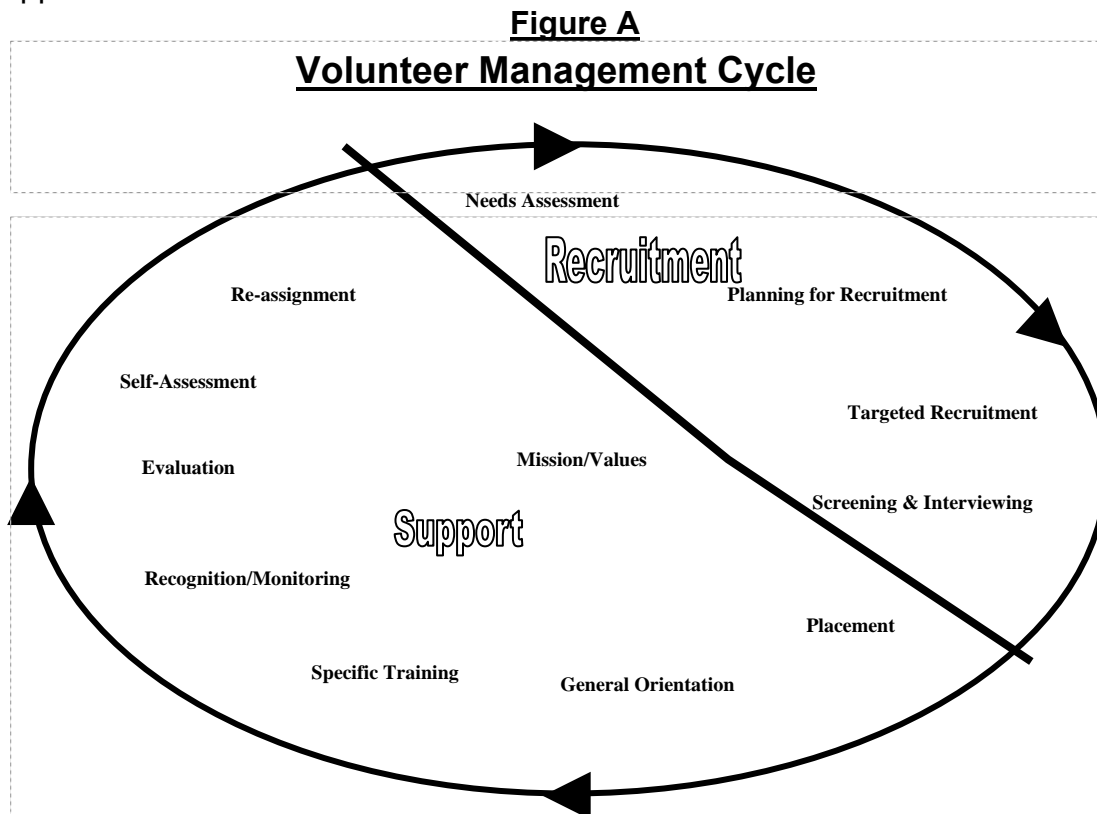 Figure A
Volunteer Management Cycle
Needs Assessment
Recruitment
Re-assignment
Planning for Recruitment
Self-Assessment
Targeted Recruitment
Mission/Values
Evaluation
Screening & Interviewing
Support
Recognition/Monitoring
Placement
Specific Training
General Orientation